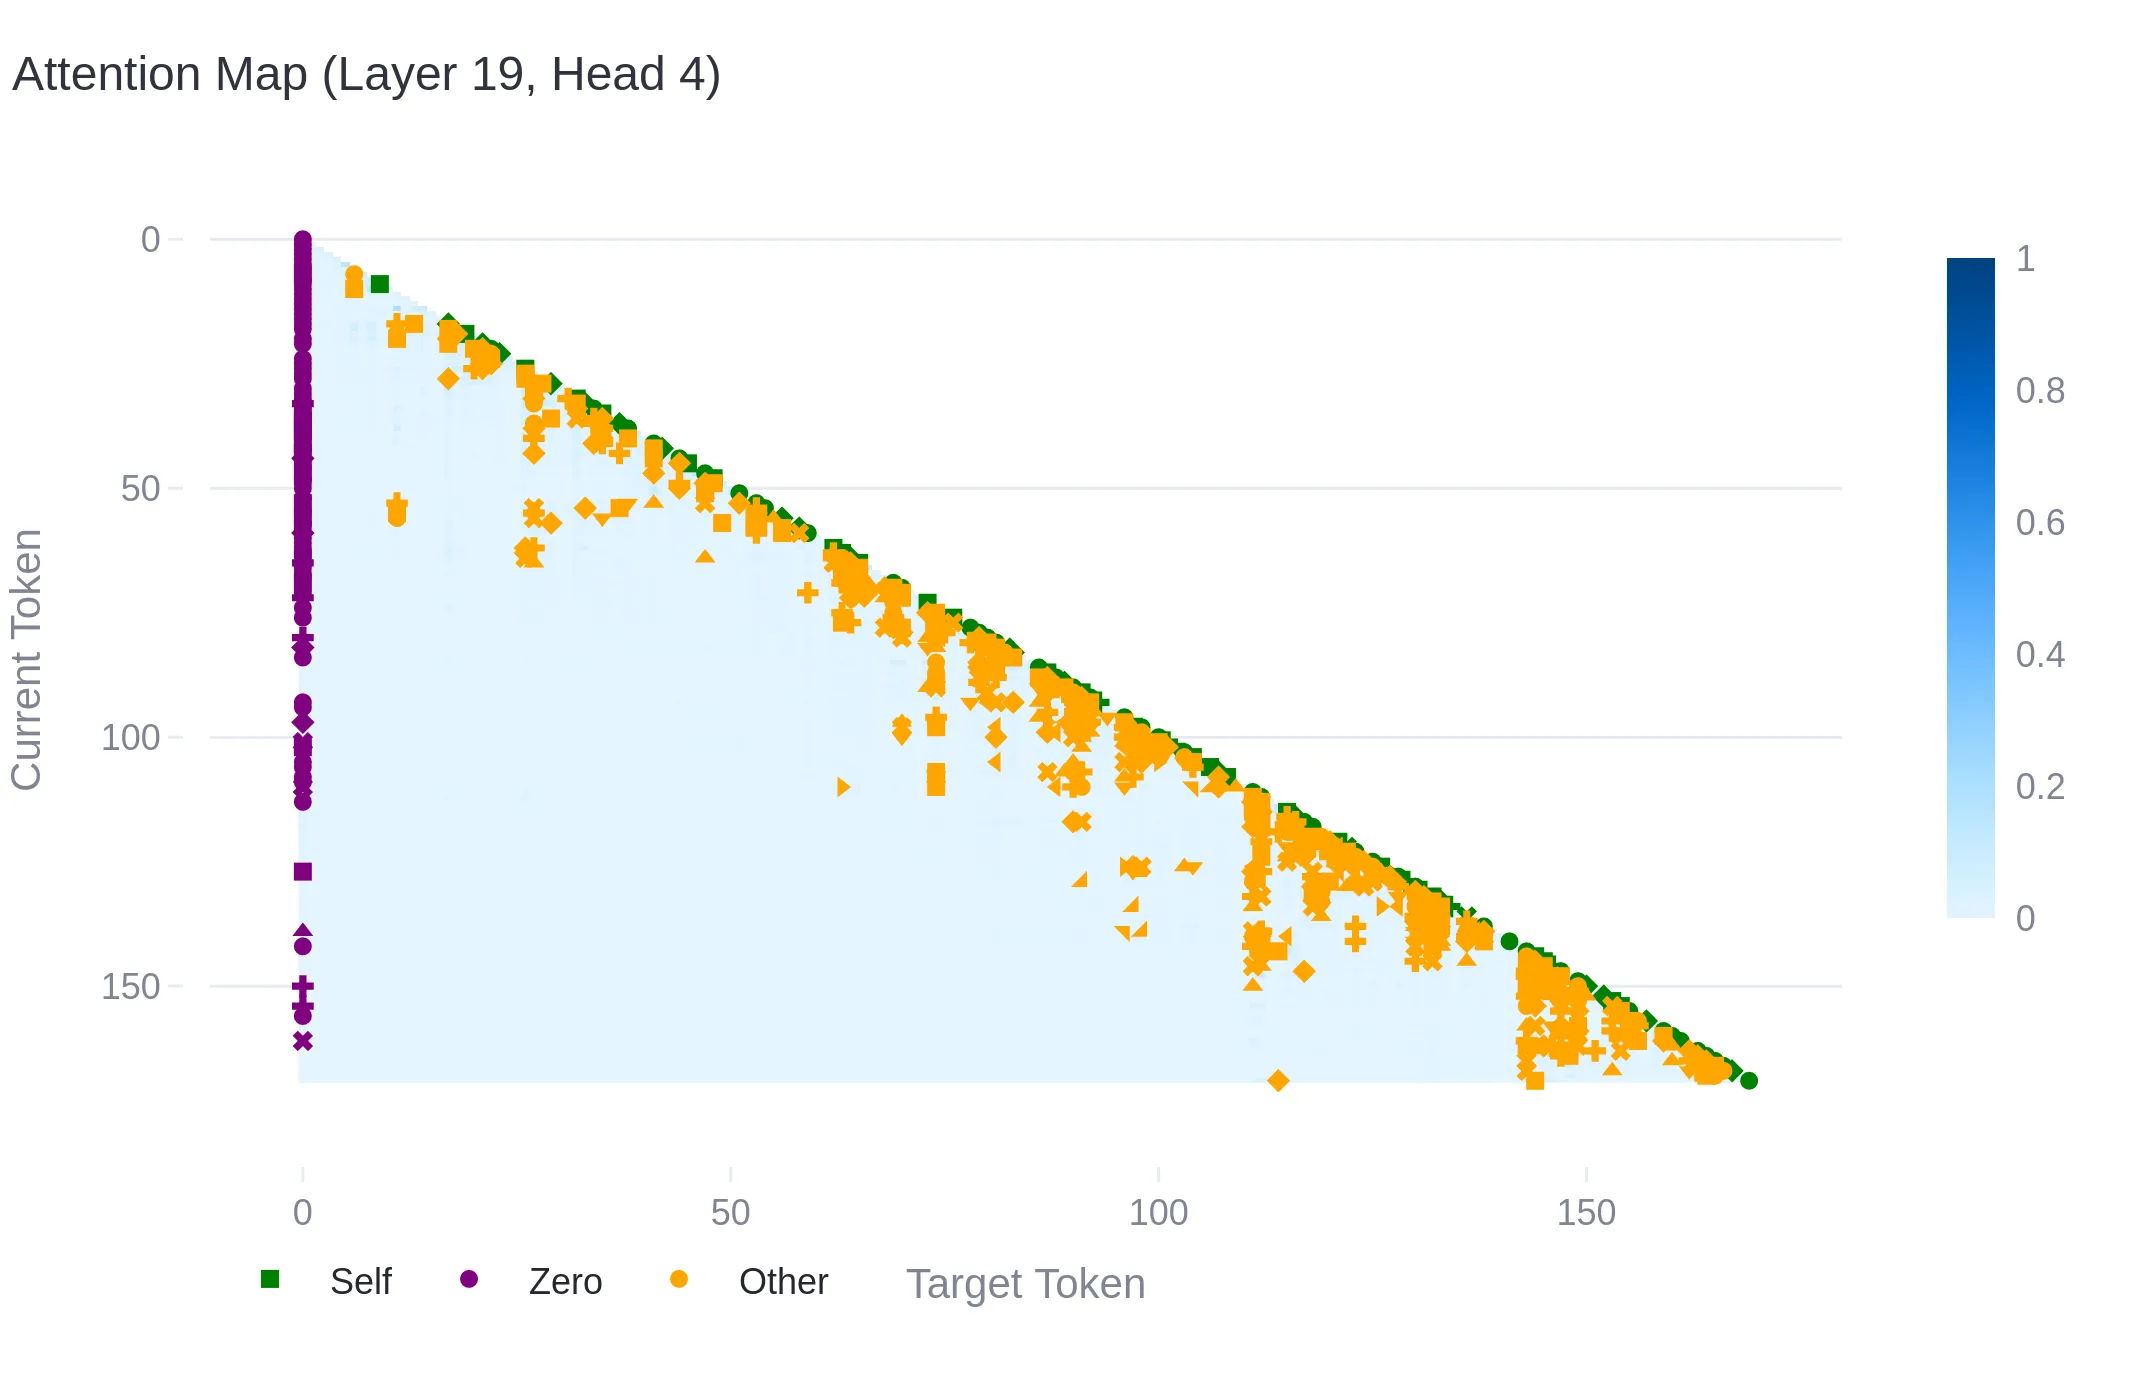 Attention Map (Layer 19, Head 4)
0
50
100
150
Current Token
1
0.8
0.6
0.4
0.2
0
0
50
100
150
Self
Zero
Other
Target Token